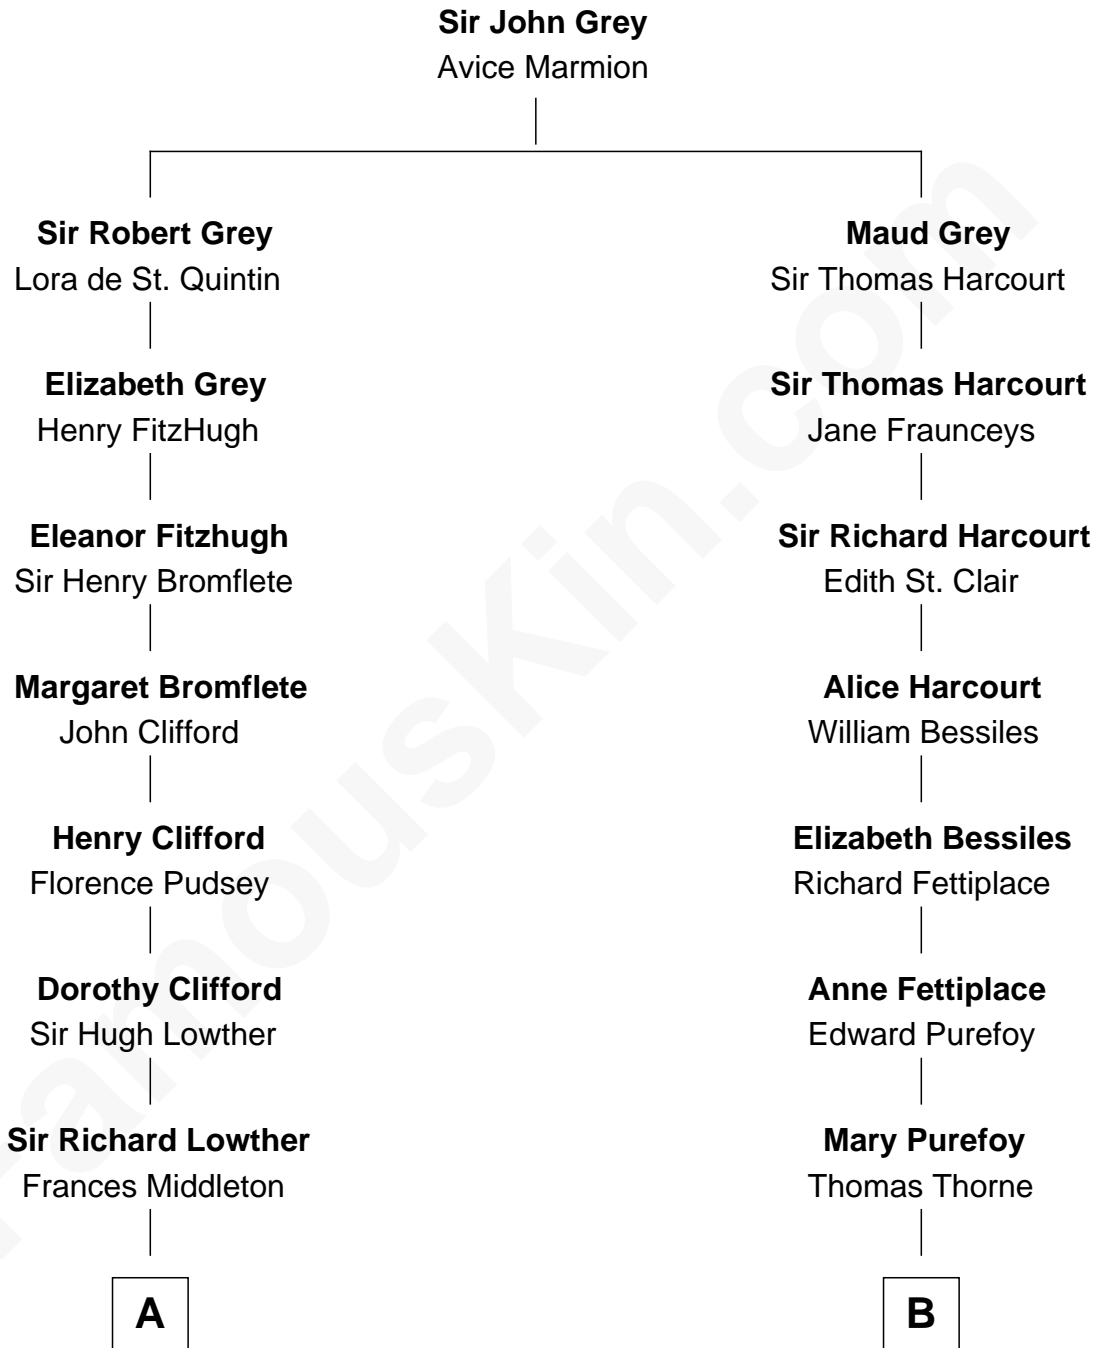 Sir John Grey
Avice Marmion
Sir Robert Grey
Lora de St. Quintin
Maud Grey
Sir Thomas Harcourt
Elizabeth Grey
Henry FitzHugh
Sir Thomas Harcourt
Jane Fraunceys
Eleanor Fitzhugh
Sir Henry Bromflete
Sir Richard Harcourt
Edith St. Clair
Margaret Bromflete
John Clifford
Alice Harcourt
William Bessiles
Henry Clifford
Florence Pudsey
Elizabeth Bessiles
Richard Fettiplace
Dorothy Clifford
Sir Hugh Lowther
Anne Fettiplace
Edward Purefoy
Sir Richard Lowther
Frances Middleton
Mary Purefoy
Thomas Thorne
A
B
FamousKin.com